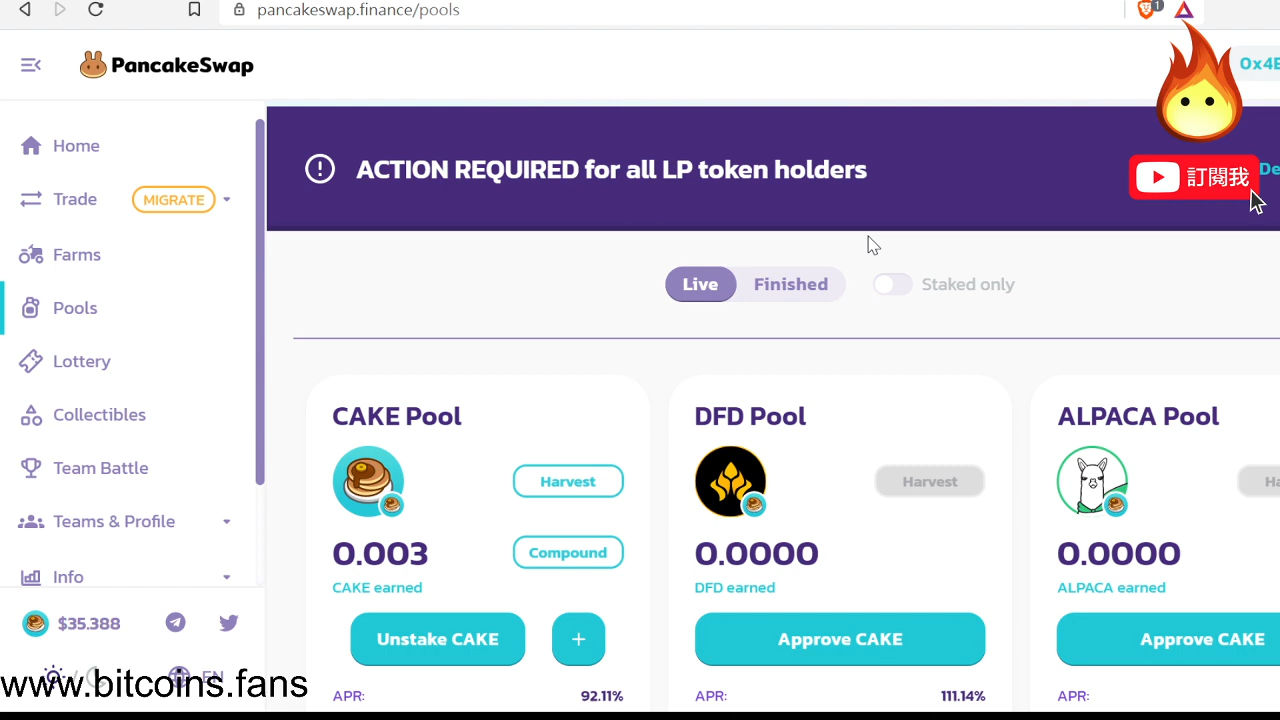 pancakeswap.finance/pools
1
PancakeSwap
0x4E
Home
Trade
MIGRATE
Farms
Pools
Lottery
Collectibles
Team Battle
Teams & Profile
Info
$35.388
EN
www.bitcoins.fans
ACTION REQUIRED for all LP token holders
訂閱我
De
Live
Finished
Staked only
CAKE Pool
Harvest
0.003
Compound
CAKE earned
Unstake CAKE
+
APR:
92.11%
DFD Pool
Harvest
0.0000
DFD earned
Approve CAKE
APR:
111.14%
ALPACA Pool
Ha
0.0000
ALPACA earned
Approve CAKE
APR: